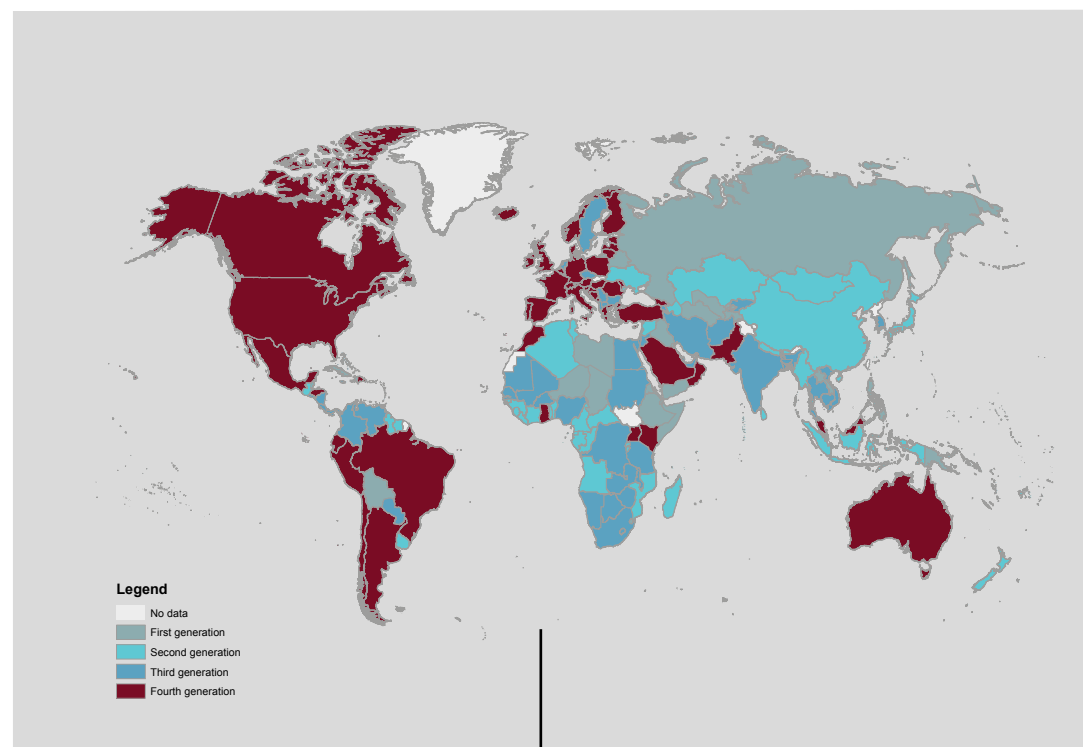 Legend
No data
First generation
Second generation
Third generation
Fourth generation